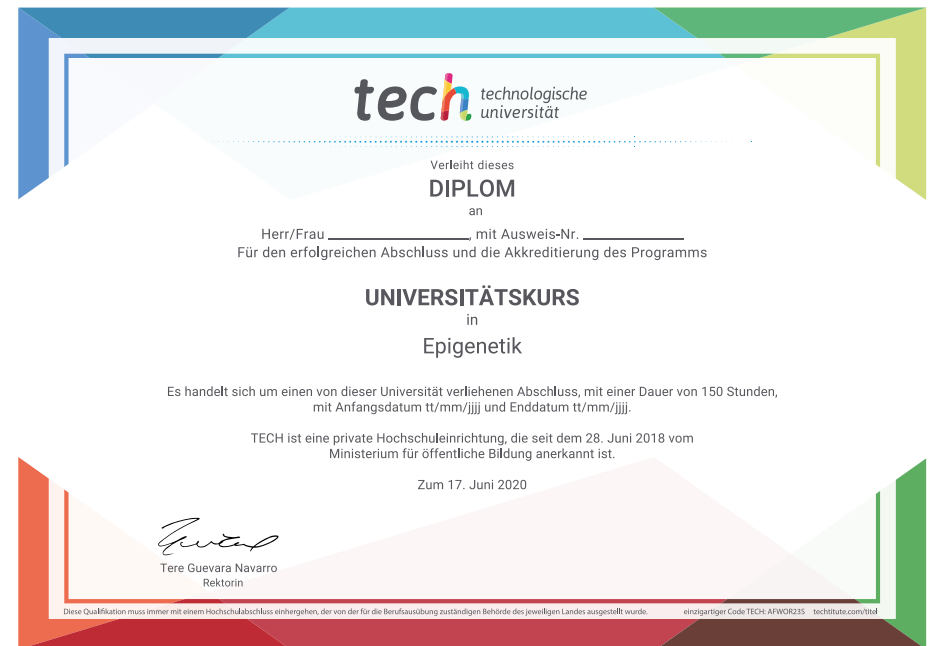 tech technologische
universität
Verleiht dieses
DIPLOM
an
Herr/Frau ____________________, mit Ausweis-Nr. ______________
Für den erfolgreichen Abschluss und die Akkreditierung des Programms
UNIVERSITÄTSKURS
in
Epigenetik
Es handelt sich um einen von dieser Universität verliehenen Abschluss, mit einer Dauer von 150 Stunden,
mit Anfangsdatum tt/mm/jjjj und Enddatum tt/mm/jjjj.
TECH ist eine private Hochschuleinrichtung, die seit dem 28. Juni 2018 vom
Ministerium für öffentliche Bildung anerkannt ist.
Zum 17. Juni 2020
Tere Guevara Navarro
Rektorin
Diese Qualifikation muss immer mit einem Hochschulabschluss einhergehen, der von der für die Berufsausübung zuständigen Behörde des jeweiligen Landes ausgestellt wurde. einzigartiger Code TECH: AFWOR23S techtitute.com/titel